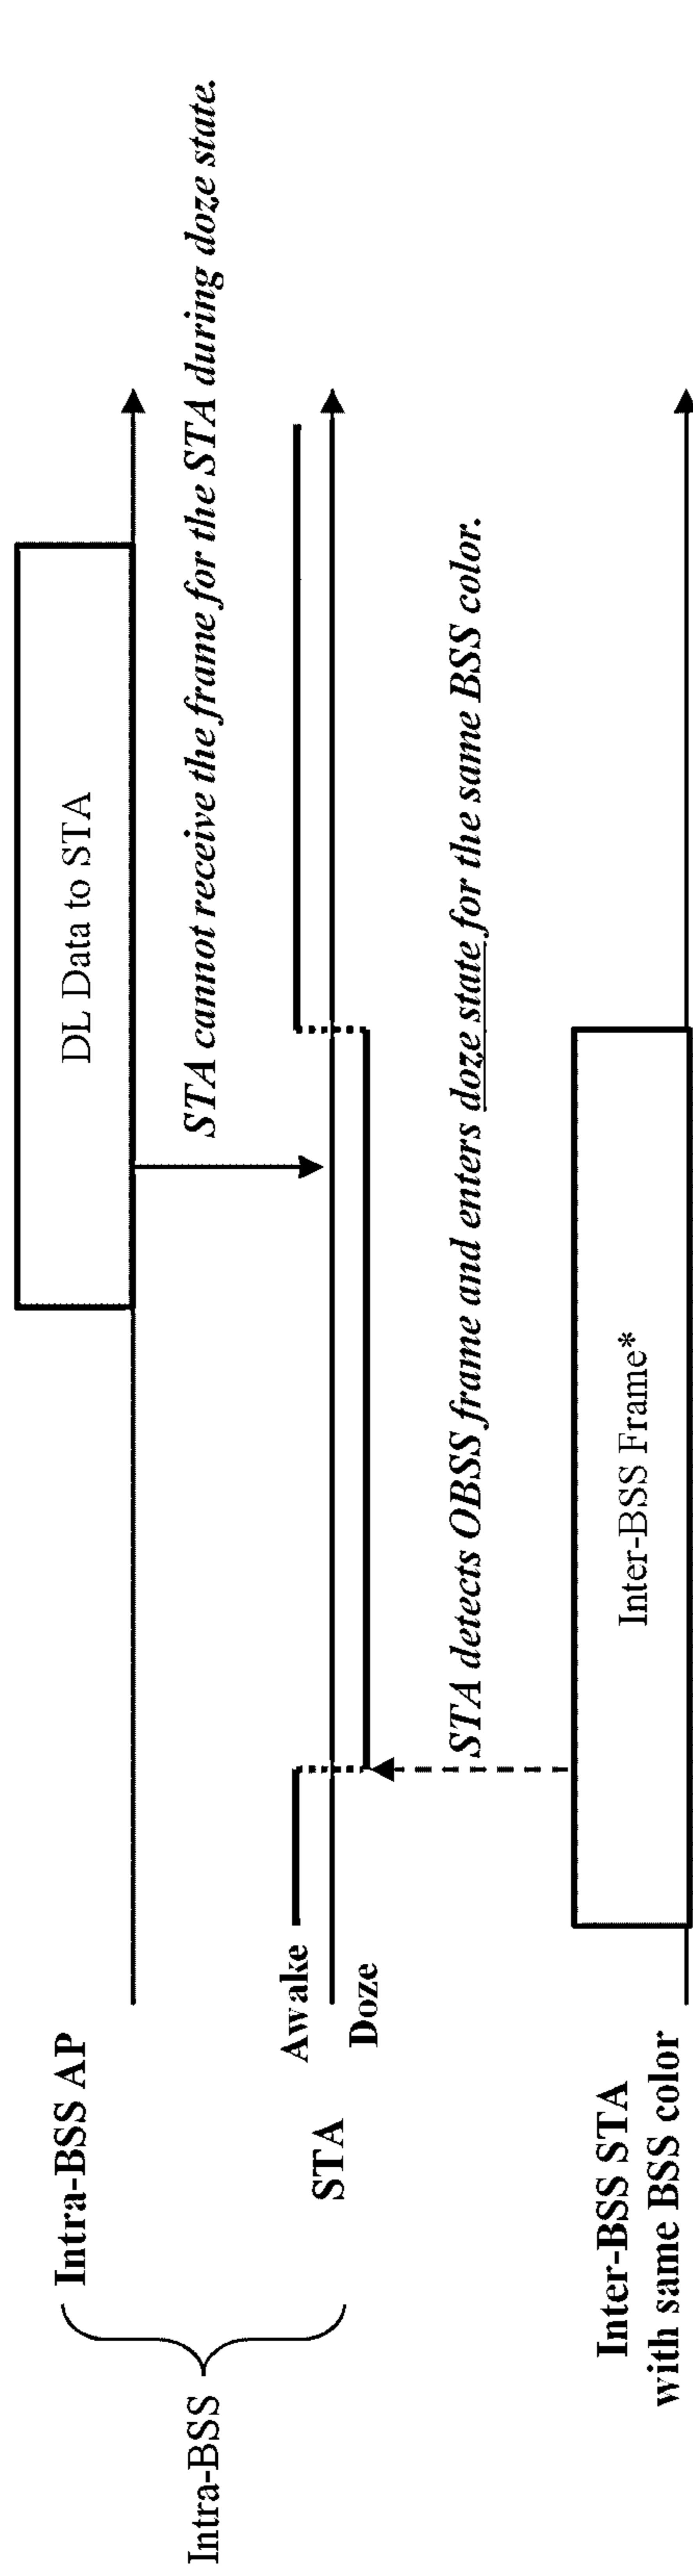 Intra-BSS
Intra-BSS AP
DL Data to STA
STA cannot receive the frame for the STA during doze state.
STA
Awake
Doze
STA detects OBSS frame and enters doze state for the same BSS color.
Inter-BSS STA
with same BSS color
Inter-BSS Frame*